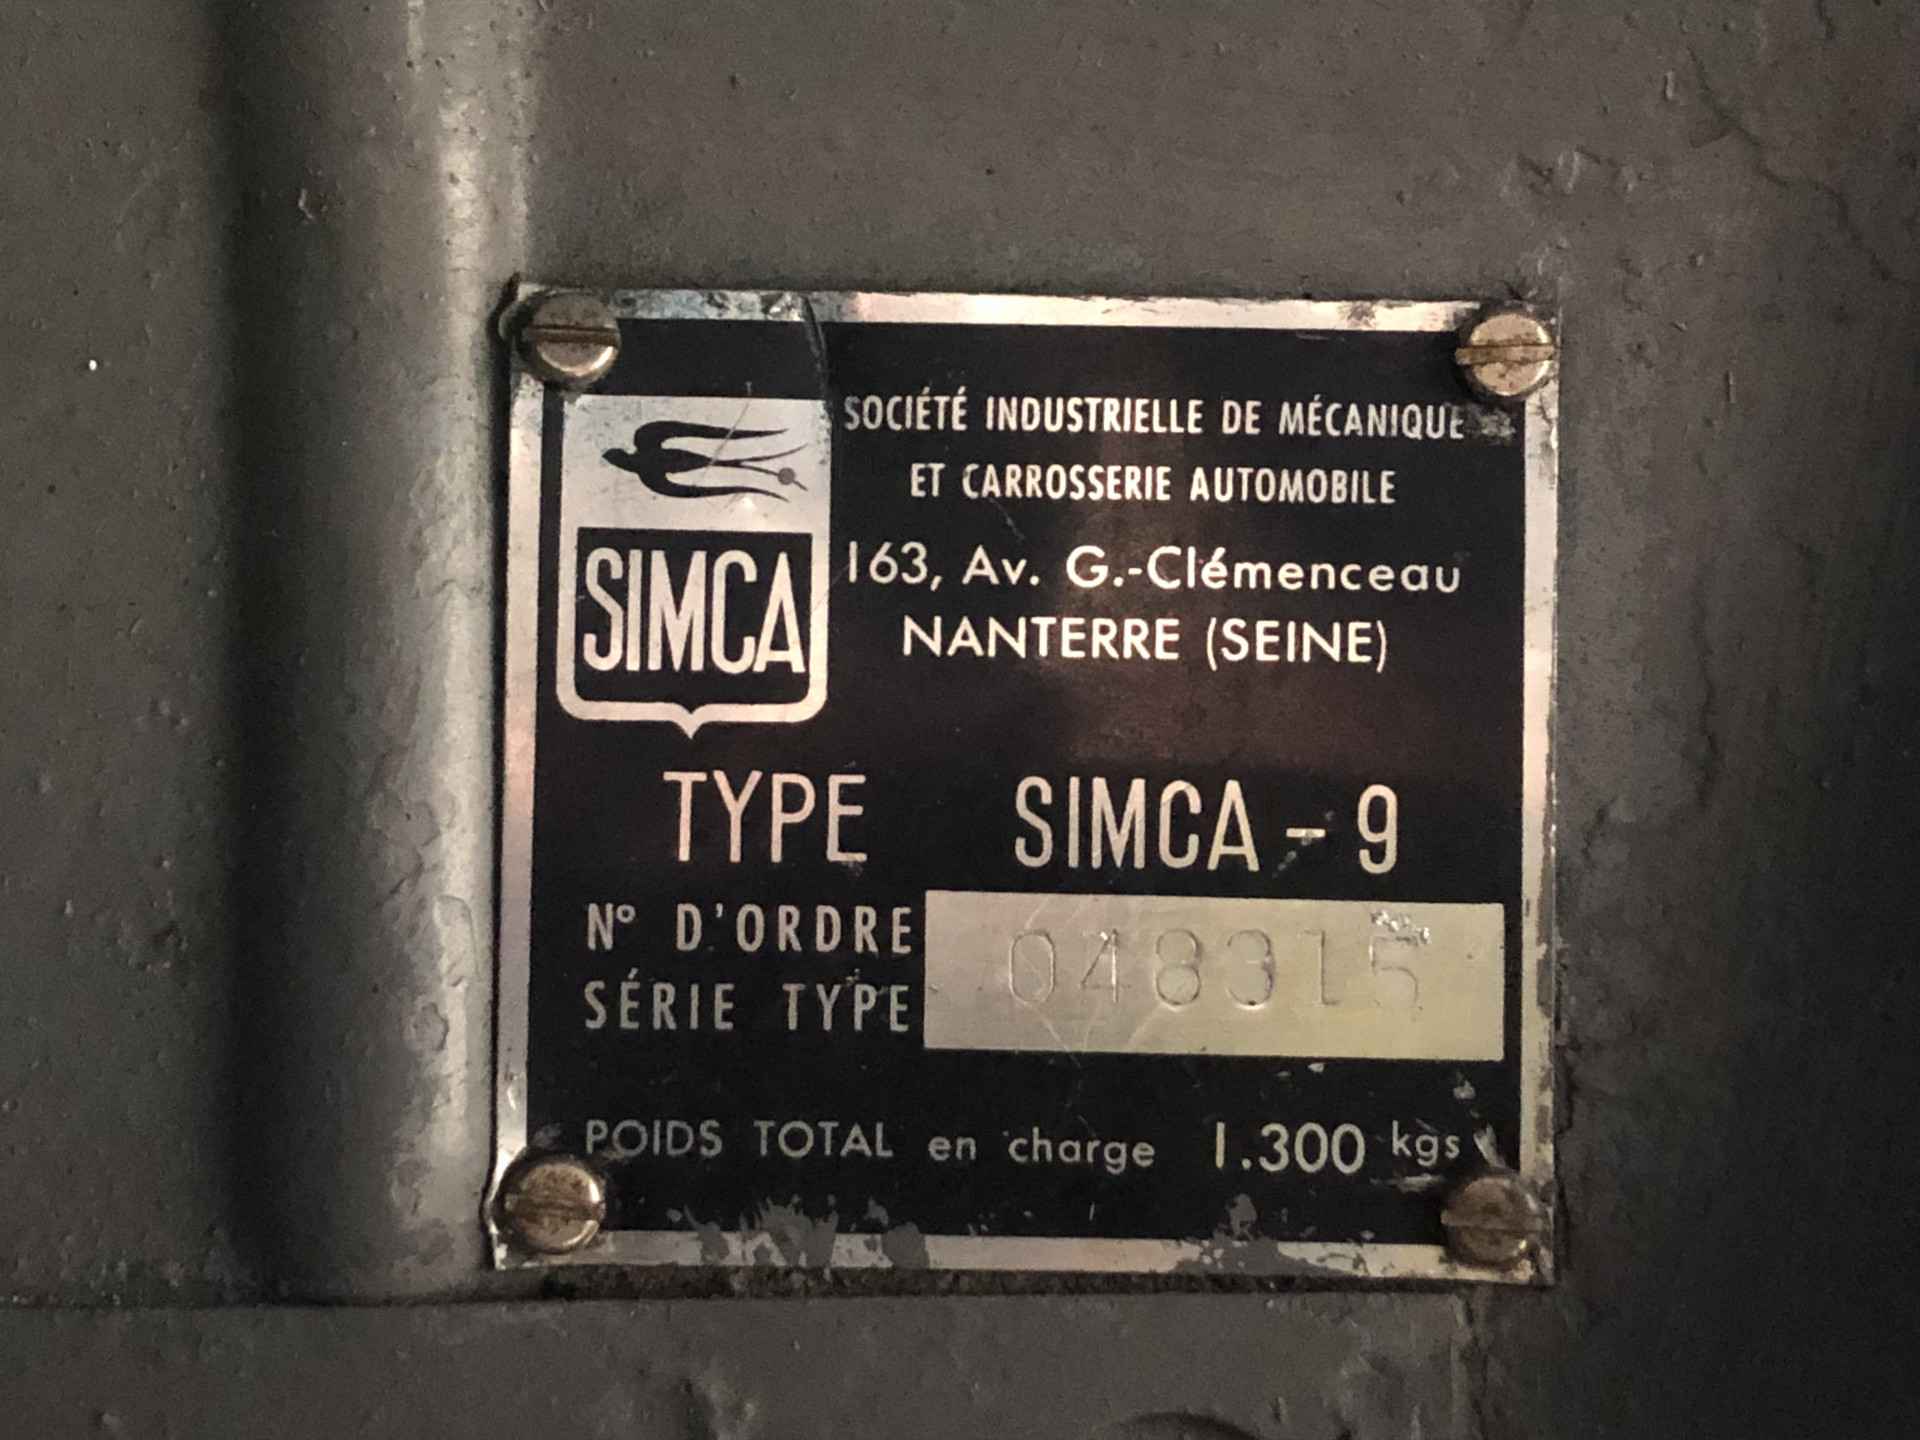 SOCIÉTÉ INDUSTRIELLE DE MÉCANIQUE
ET CARROSSERIE AUTOMOBILE
163, Av. G.-Clémenceau
NANTERRE (SEINE)
SIMCA
TYPE SIMCA - 9
Nº D'ORDRE
SÉRIE TYPE
048315
POIDS TOTAL en charge 1.300 kgs